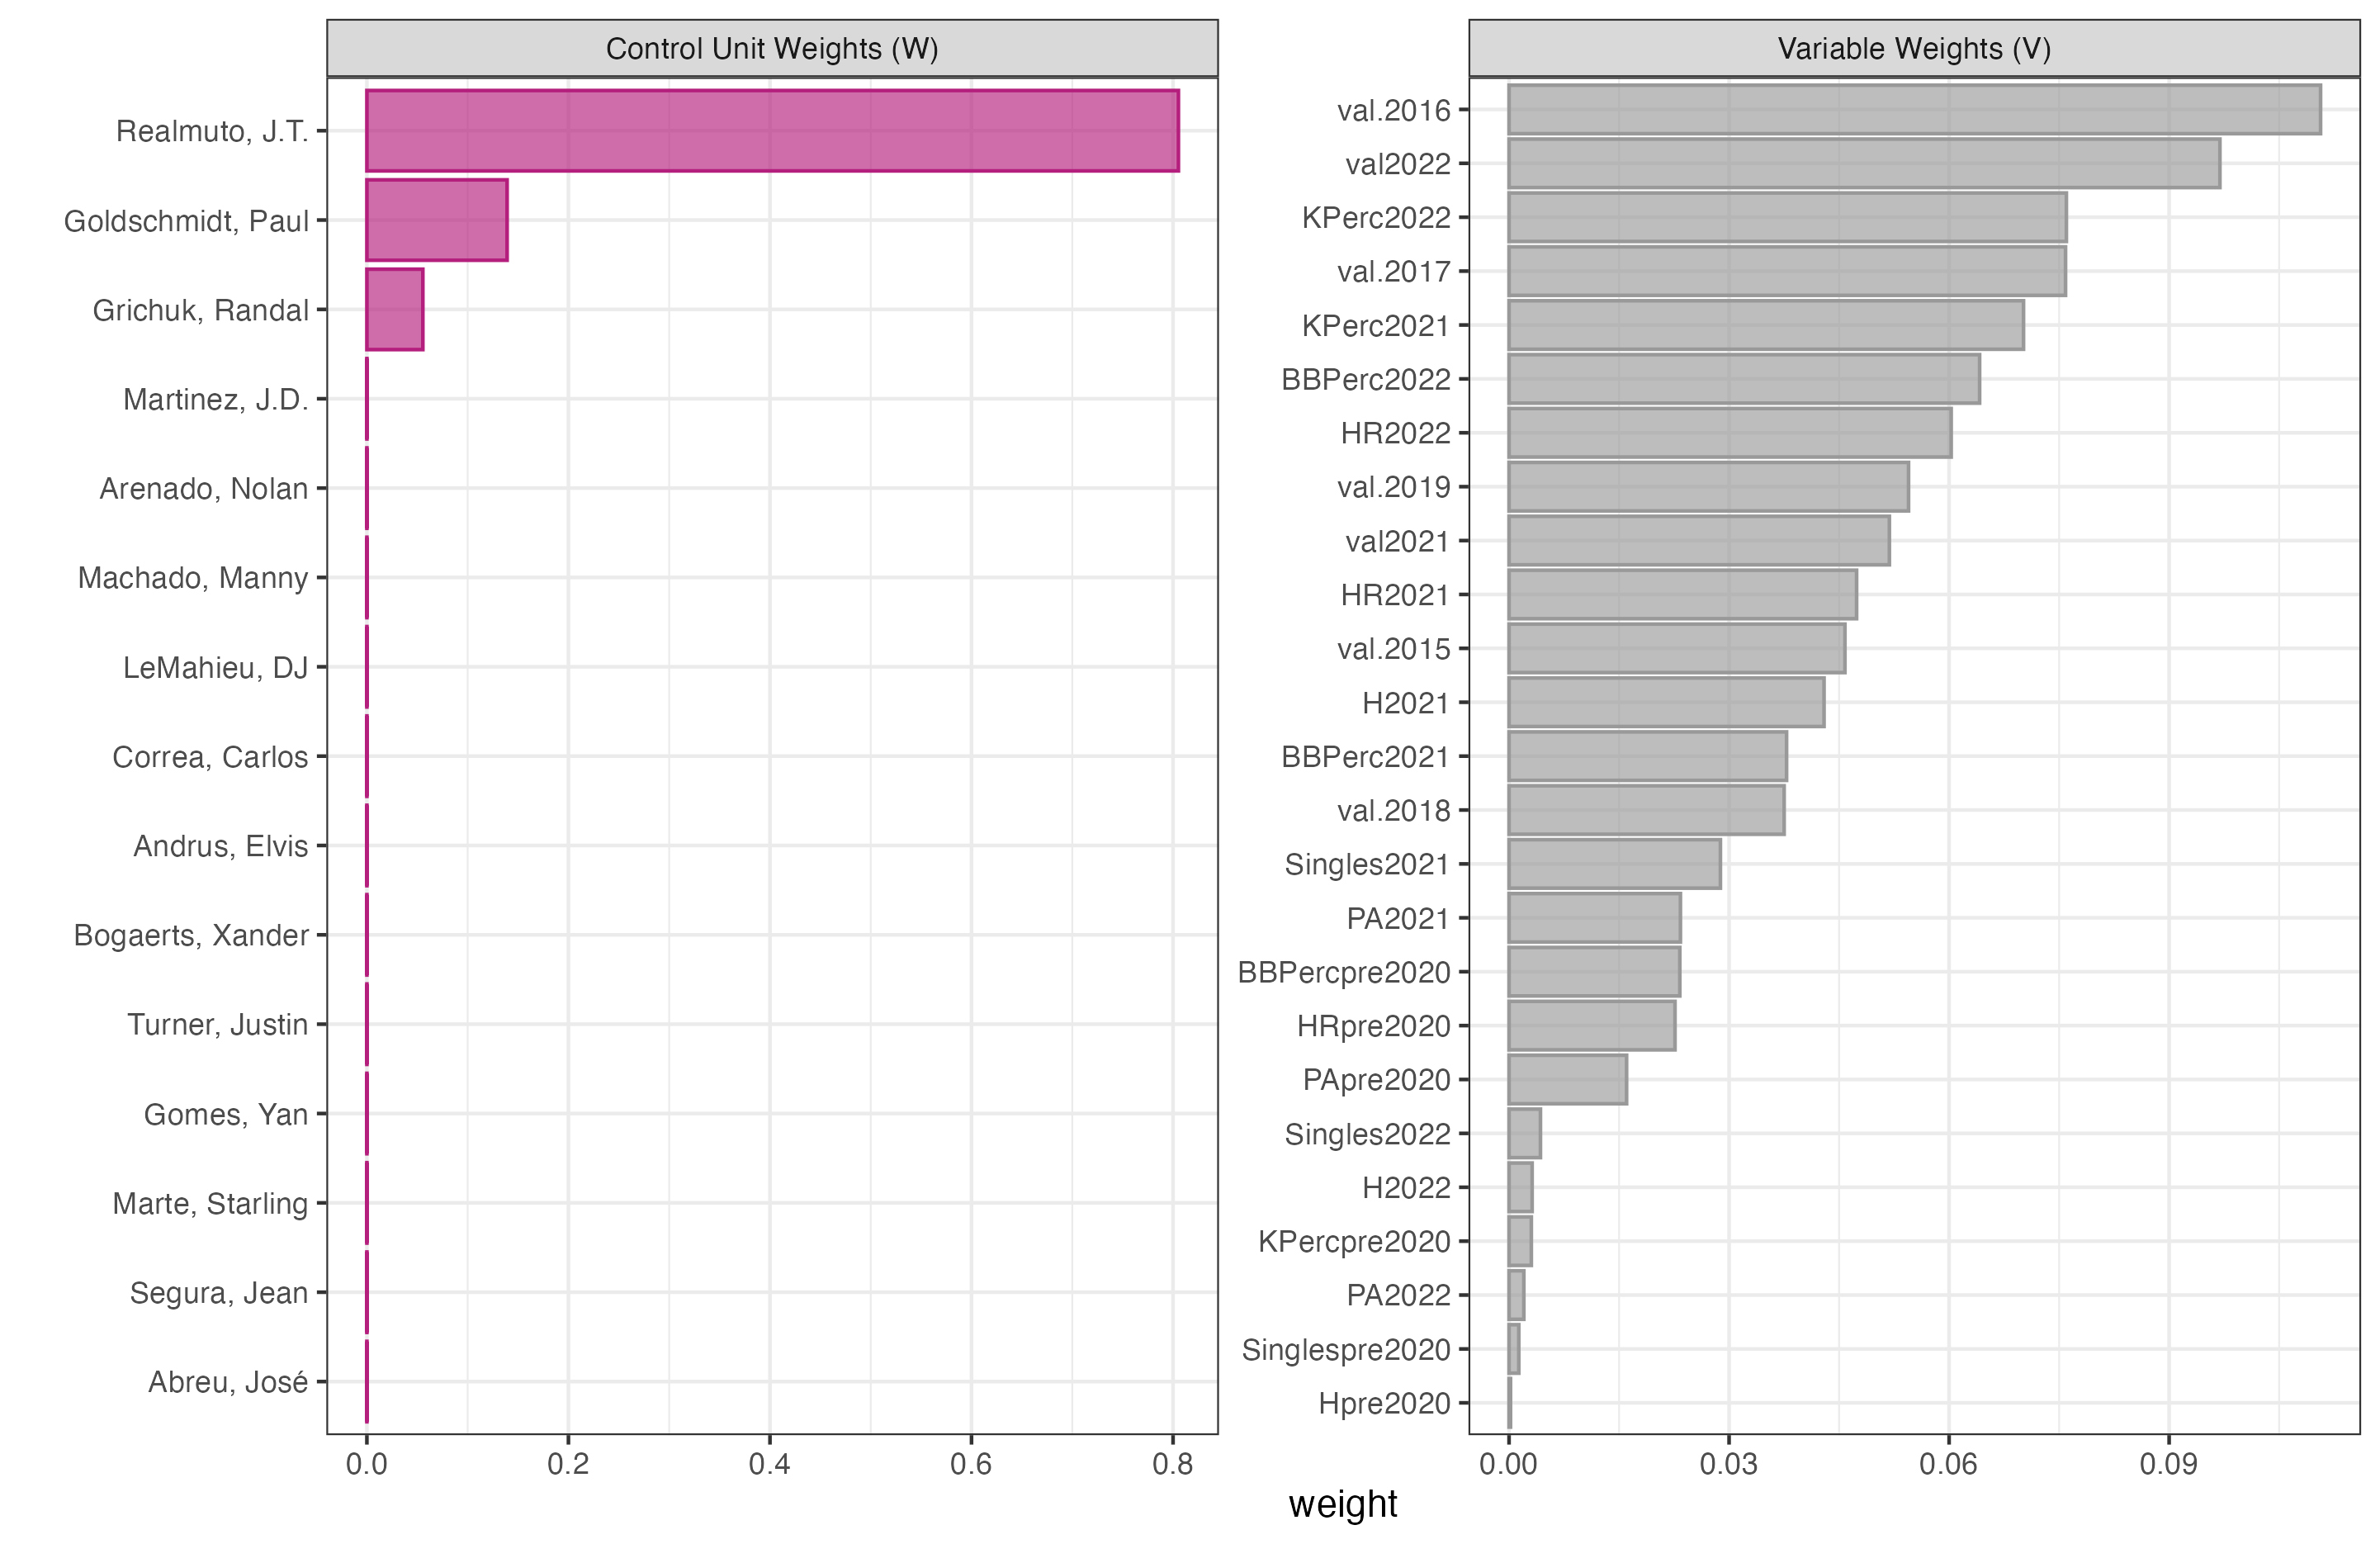 Control Unit Weights (W)
Realmuto, J.T.
Goldschmidt, Paul
Grichuk, Randal
Martinez, J.D.
Arenado, Nolan
Machado, Manny
LeMahieu, DJ
Correa, Carlos
Andrus, Elvis
Bogaerts, Xander
Turner, Justin
Gomes, Yan
Marte, Starling
Segura, Jean
Abreu, José
0.0 0.2 0.4 0.6 0.8
Variable Weights (V)
val.2016
val2022
KPerc2022
val.2017
KPerc2021
BBPerc2022
HR2022
val.2019
val2021
HR2021
val.2015
H2021
BBPerc2021
val.2018
Singles2021
PA2021
BBPercpre2020
HRpre2020
PApre2020
Singles2022
H2022
KPercpre2020
PA2022
Singlespre2020
Hpre2020
0.00 0.03 0.06 0.09
weight